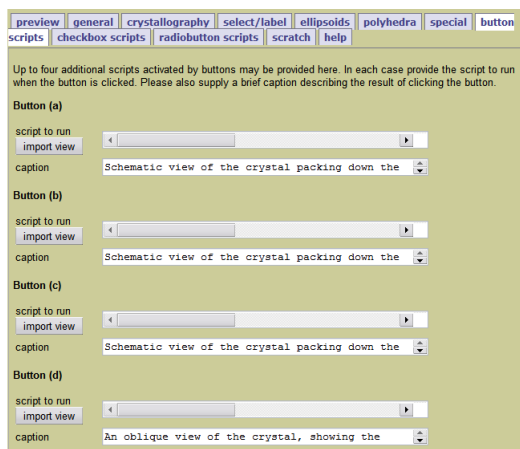 preview general crystallography select/label ellipsoids polyhedra special button
scripts checkbox scripts radiobutton scripts scratch help
Up to four additional scripts activated by buttons may be provided here. In each case provide the script to run
when the button is clicked. Please also supply a brief caption describing the result of clicking the button.
Button (a)
script to run
import view
caption Schematic view of the crystal packing down the
Button (b)
script to run
import view
caption Schematic view of the crystal packing down the
Button (c)
script to run
import view
caption Schematic view of the crystal packing down the
Button (d)
script to run
import view
caption An oblique view of the crystal, showing the